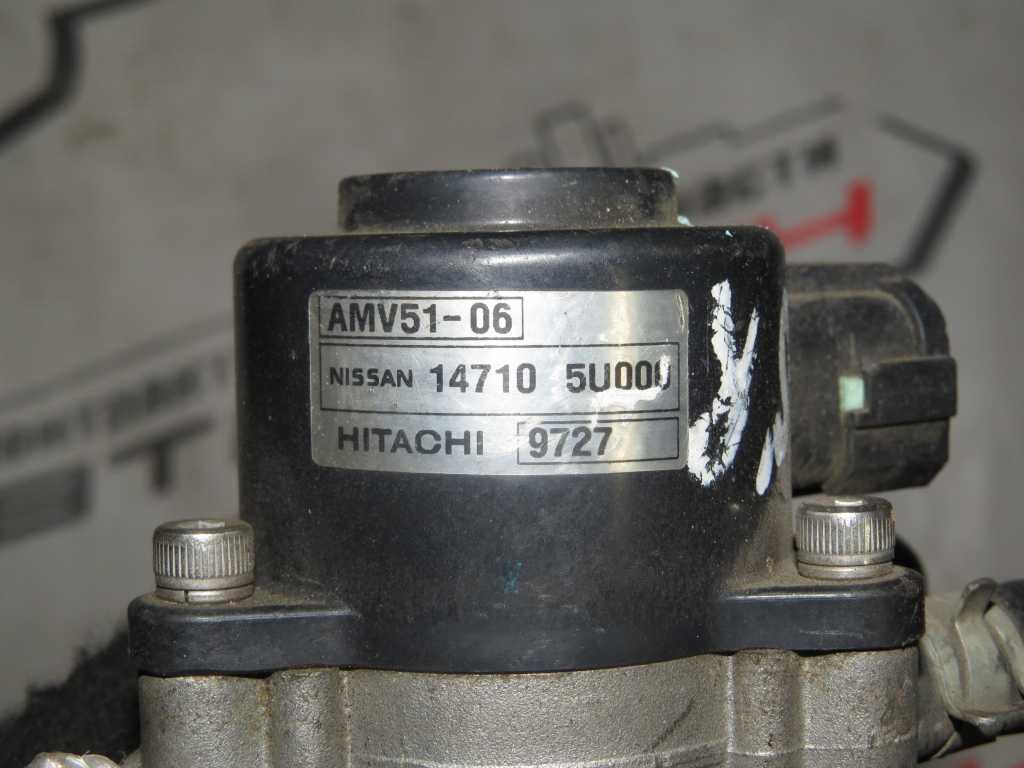 AMV51-06
NISSAN 14710 5U000
HITACHI 9727